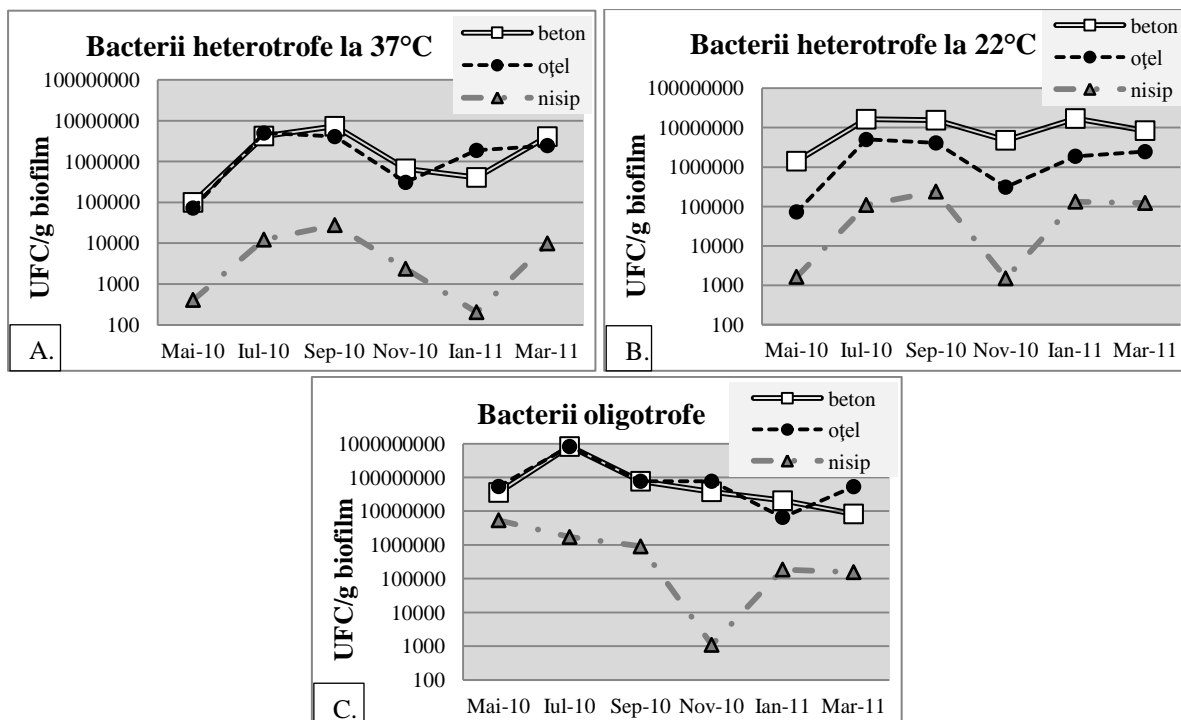 Bacterii heterotrofe la 37°C
beton
oţel
nisip
100000000
10000000
1000000
100000
10000
1000
100
UFC/g biofilm
Mai-10 Iul-10 Sep-10 Nov-10 Ian-11 Mar-11
A.
Bacterii heterotrofe la 22°C
beton
oţel
nisip
100000000
10000000
1000000
100000
10000
1000
100
UFC/g biofilm
Mai-10 Iul-10 Sep-10 Nov-10 Ian-11 Mar-11
B.
Bacterii oligotrofe
beton
oţel
nisip
1000000000
100000000
10000000
1000000
100000
10000
1000
100
UFC/g biofilm
Mai-10 Iul-10 Sep-10 Nov-10 Ian-11 Mar-11
C.